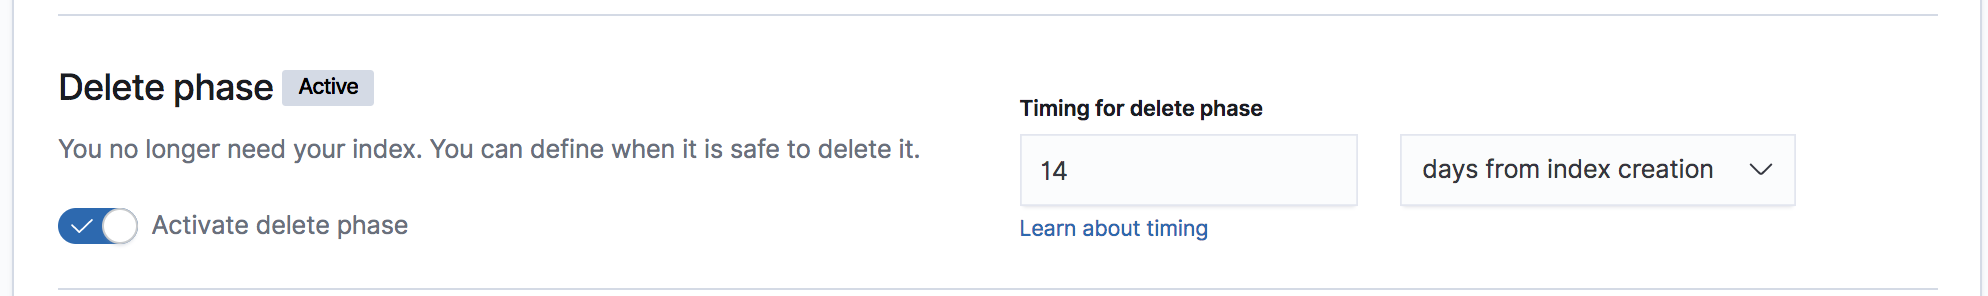 Delete phase Active
You no longer need your index. You can define when it is safe to delete it.
Activate delete phase
Timing for delete phase
14
days from index creation
Learn about timing